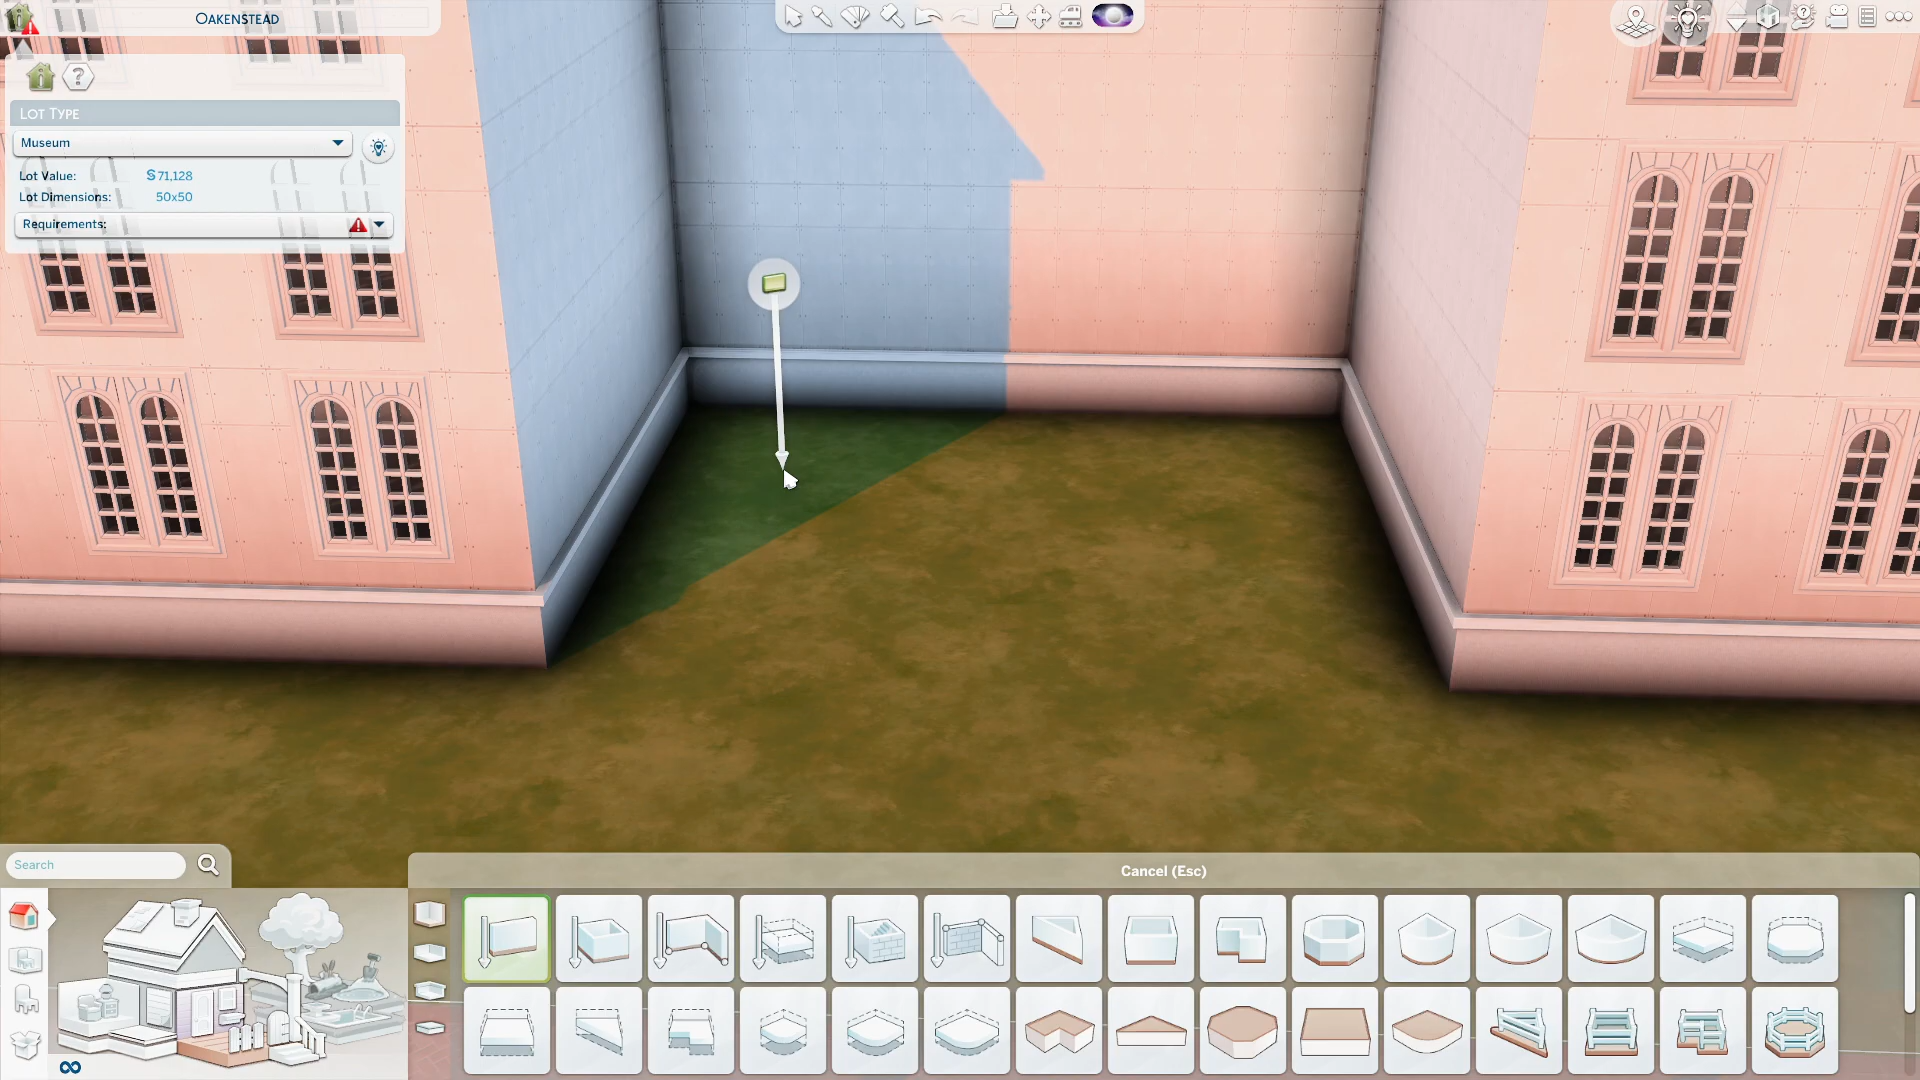 OAKENSTEAD
LOT TYPE
Museum
Lot Value: §71,128
Lot Dimensions: 50x50
Requirements:
Search
Cancel (Esc)